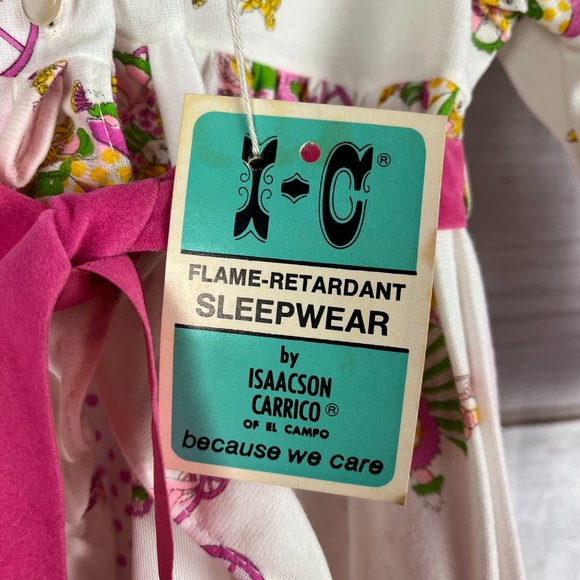 I-C®
FLAME-RETARDANT
SLEEPWEAR
by
ISAACSON
CARRICO®
OF EL CAMPO
because we care